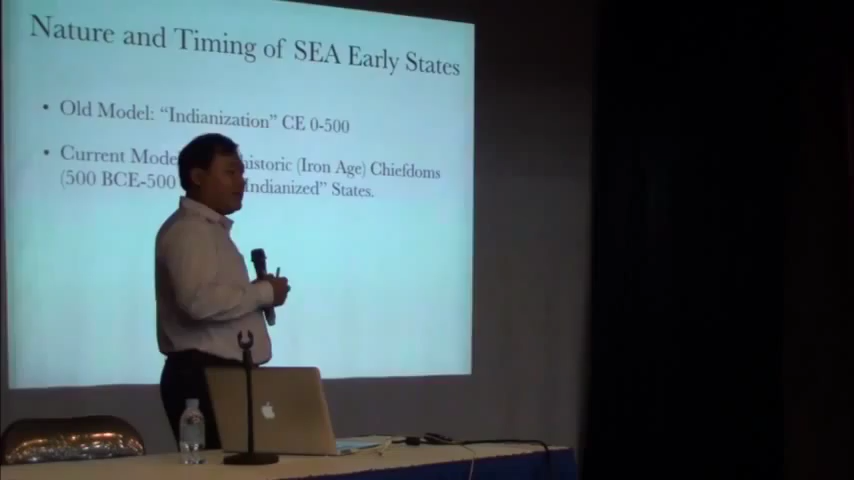 Nature and Timing of SEA Early States
• Old Model: "Indianization" CE 0-500
• Current Mode historic (Iron Age) Chiefdoms
(500 BCE-500 Indianized" States.